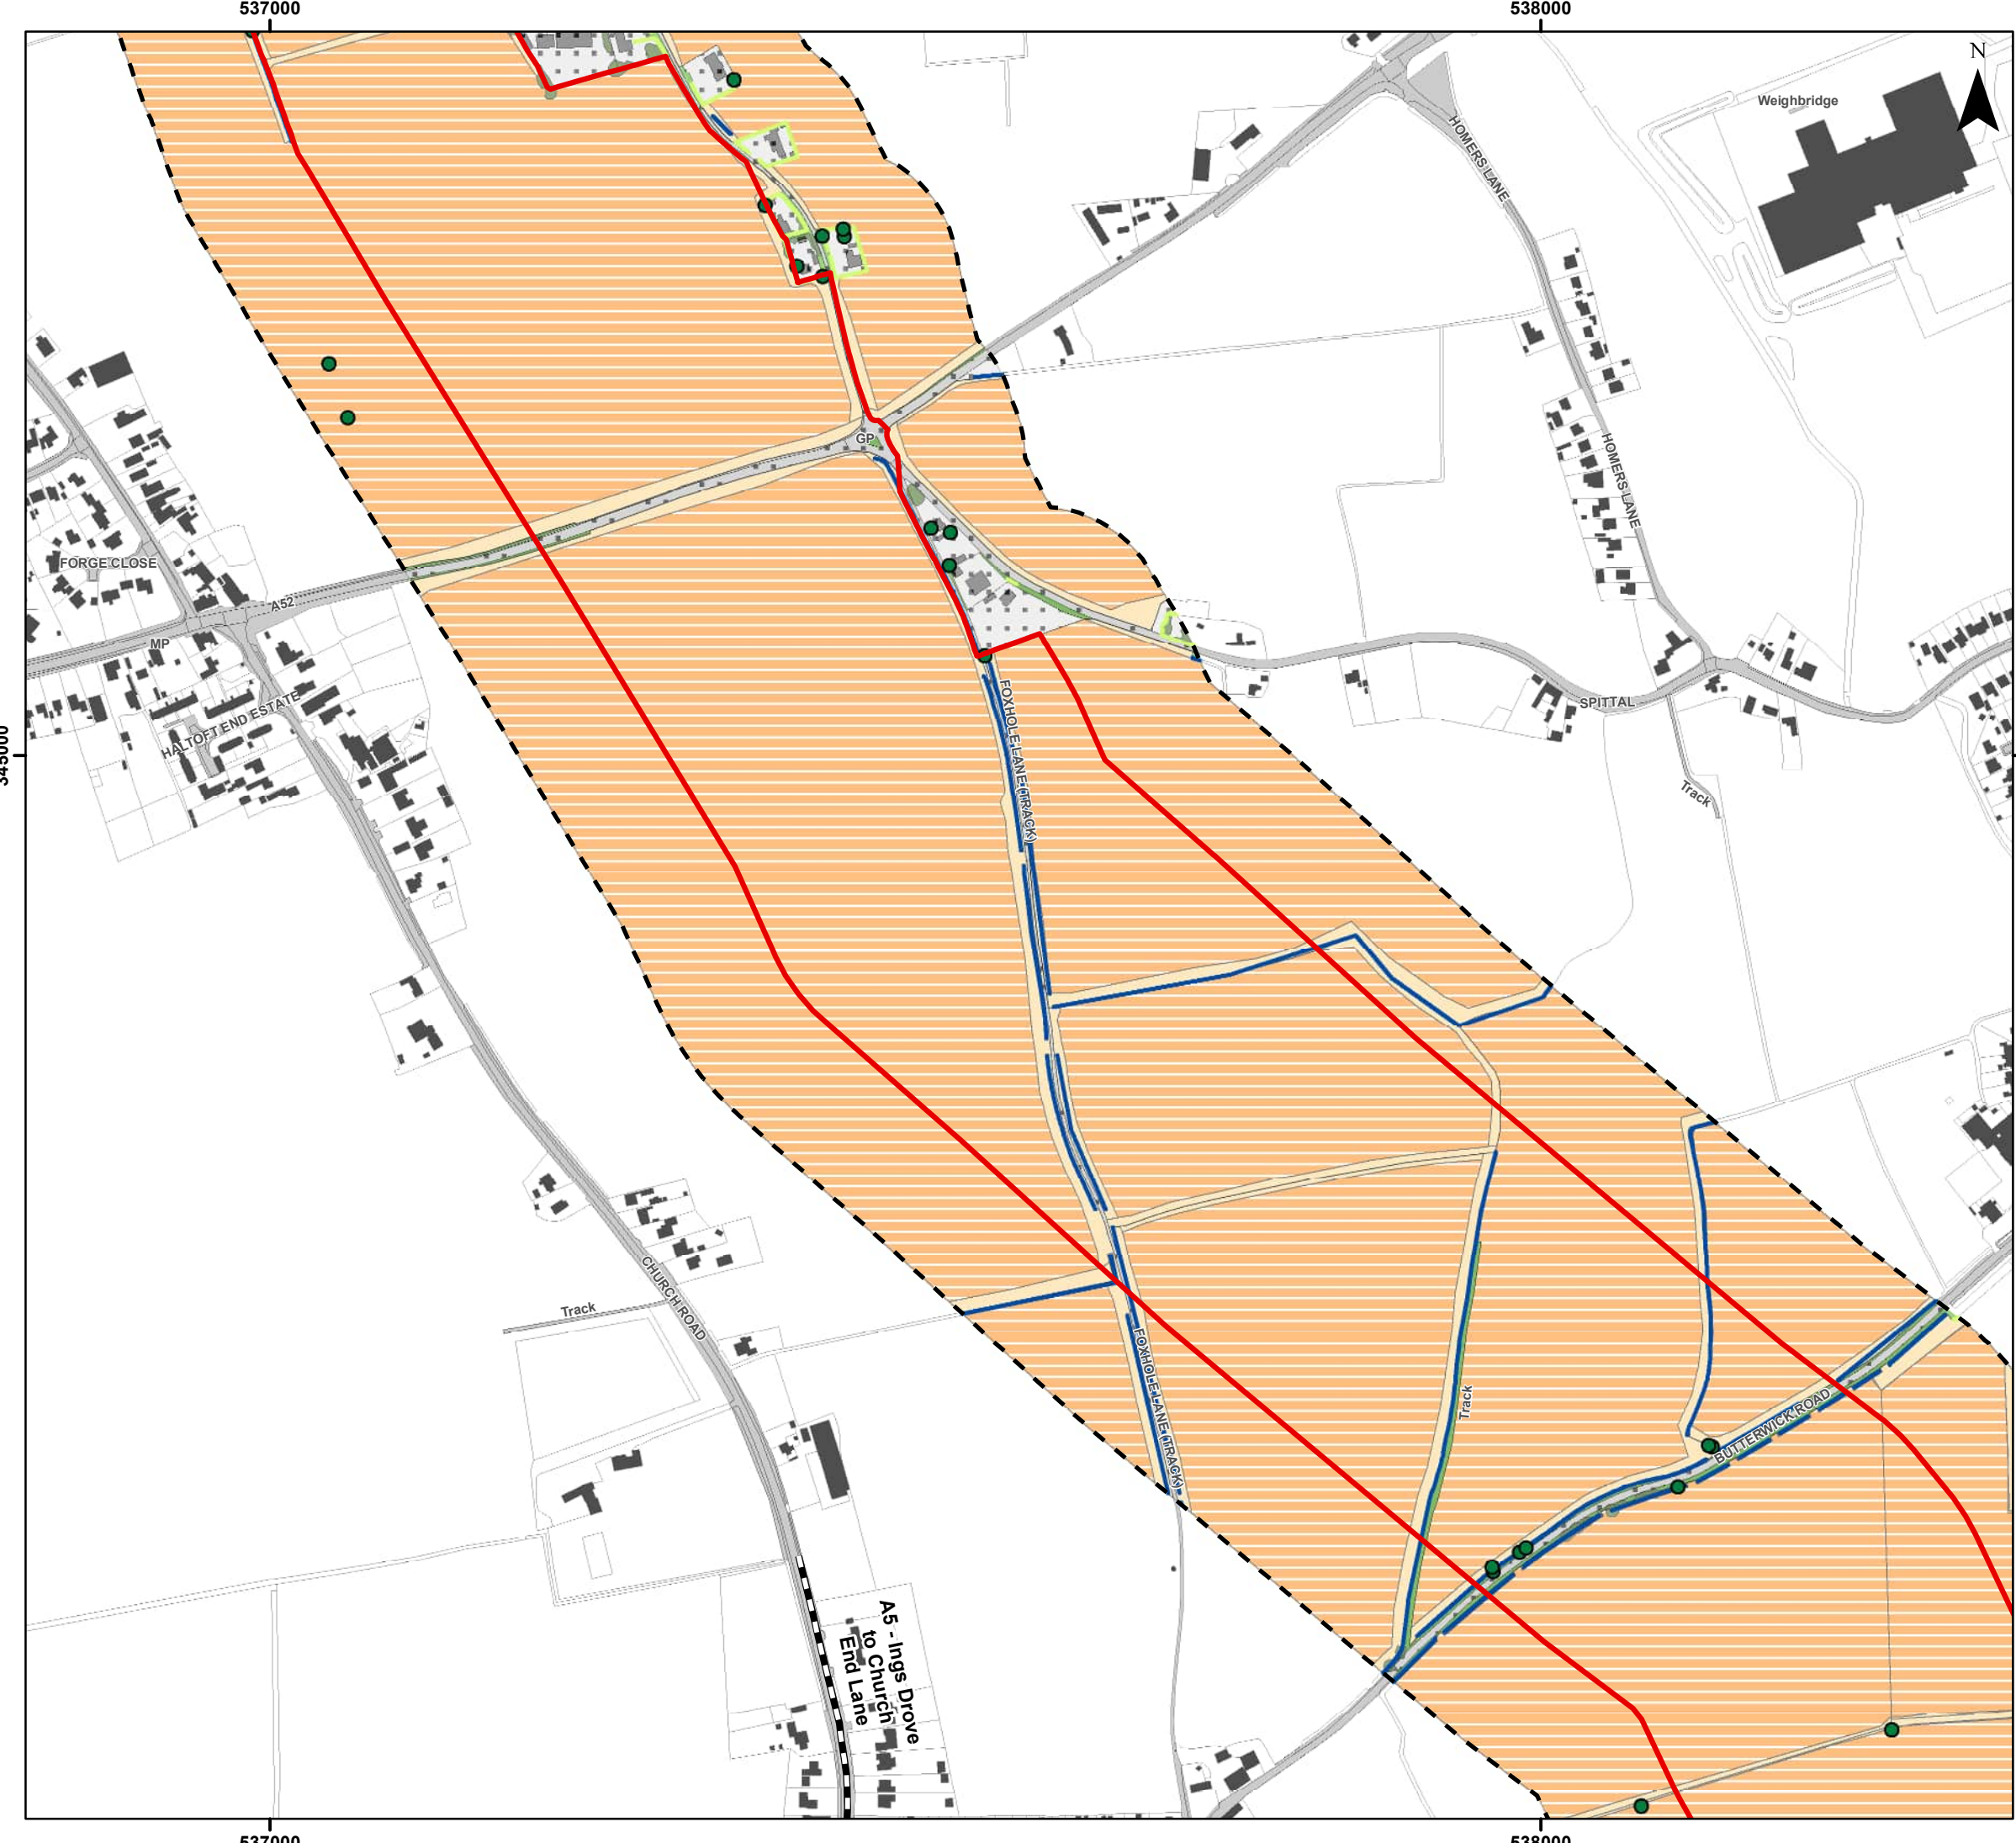 537000
538000
N
Weighbridge
HOMERS LANE
HOMERS LANE
GP
FORGE CLOSE
A52
MP
HALTOFT END ESTATE
FOXHOLE LANE (TRACK)
SPITTAL
Track
CHURCH ROAD
Track
FOXHOLE LANE (TRACK)
Track
BUTTERWICK ROAD
A5 - Ings Drove
to Church
End Lane
537000
538000